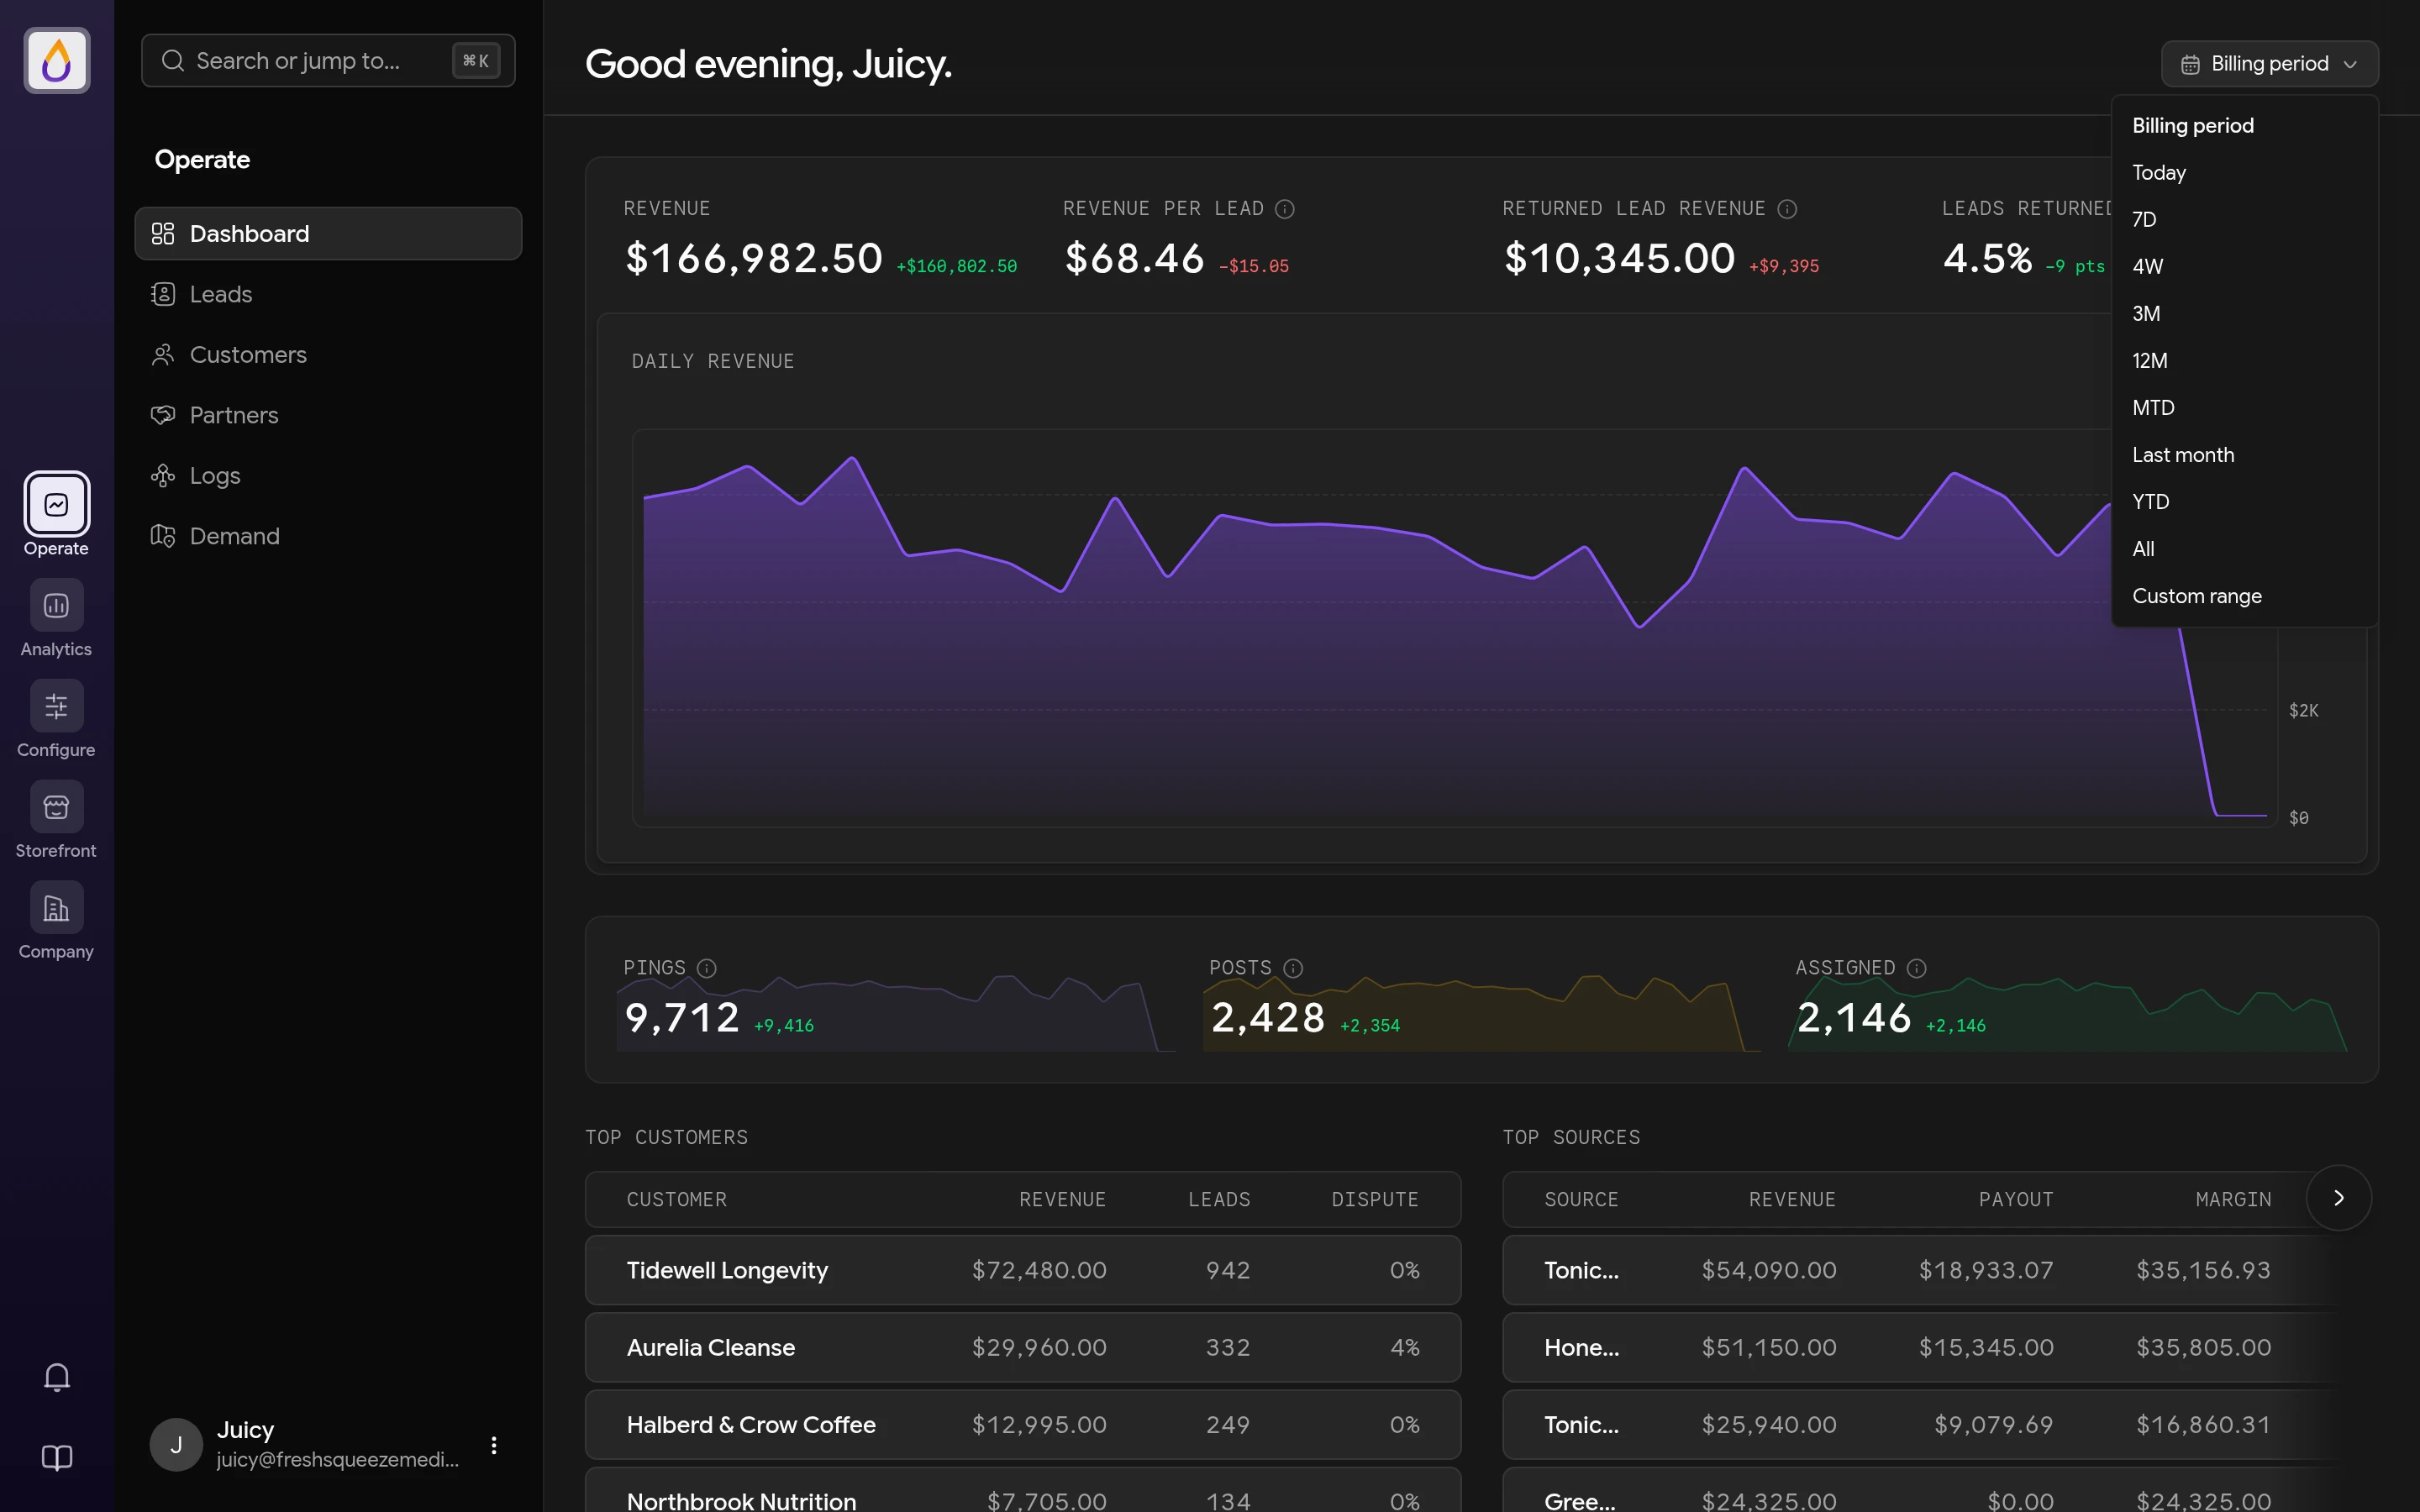 Search or jump to...
⌘K
Operate
Dashboard
Leads
Customers
Partners
Logs
Demand
Operate
Analytics
Configure
Storefront
Company
J
Juicy
juicy@freshsqueezemedi...
Good evening, Juicy.
Billing period
Billing period
Today
7D
4W
3M
12M
MTD
Last month
YTD
All
Custom range
REVENUE
$166,982.50 +$160,802.50
REVENUE PER LEAD
$68.46 -$15.05
RETURNED LEAD REVENUE
$10,345.00 +$9,395
LEADS RETURNED
4.5% -9 pts
DAILY REVENUE
$2K
$0
PINGS
9,712 +9,416
POSTS
2,428 +2,354
ASSIGNED
2,146 +2,146
TOP CUSTOMERS
CUSTOMER REVENUE LEADS DISPUTE
Tidewell Longevity $72,480.00 942 0%
Aurelia Cleanse $29,960.00 332 4%
Halberd & Crow Coffee $12,995.00 249 0%
Northbrook Nutrition $7,705.00 134 0%
TOP SOURCES
SOURCE REVENUE PAYOUT MARGIN
Tonic... $54,090.00 $18,933.07 $35,156.93
Hone... $51,150.00 $15,345.00 $35,805.00
Tonic... $25,940.00 $9,079.69 $16,860.31
Gree... $24,325.00 $0.00 $24,325.00